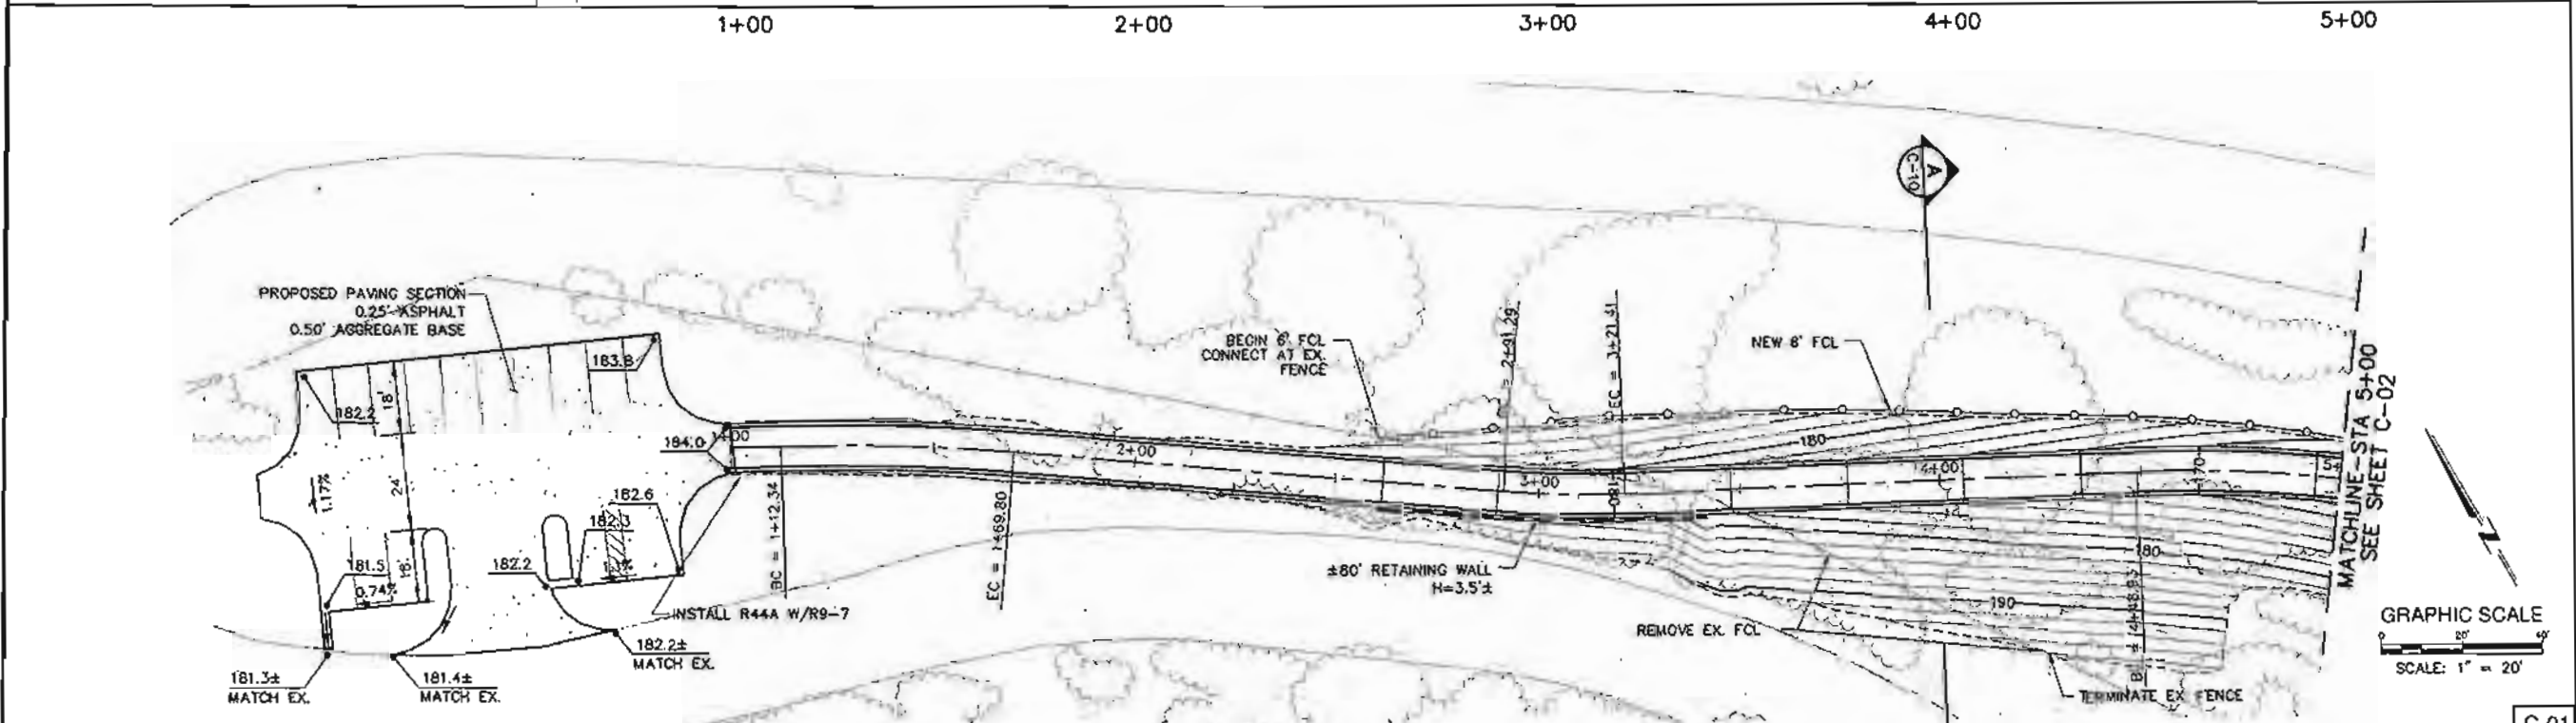 1+00
2+00
3+00
4+00
5+00
A
C-10
PROPOSED PAVING SECTION
0.25' ASPHALT
0.50' AGGREGATE BASE
183.8
182.2
18'
24'
18'
1.17%
184.0
1+00
2+00
3+00
4+00
5+
182.6
182.3
182.2
181.5
0.74%
BC = 1+12.34
EC = 1+69.80
= 2+91.29
EC = 3+21.41
BEGIN 6' FCL
CONNECT AT EX.
FENCE
NEW 8' FCL
180
180
170
180
190
±80' RETAINING WALL
H=3.5'±
REMOVE EX. FCL
TERMINATE EX FENCE
INSTALL R44A W/R9-7
182.2±
MATCH EX.
181.3±
MATCH EX.
181.4±
MATCH EX.
MATCHLINE-STA 5+00
SEE SHEET C-02
GRAPHIC SCALE
0 20' 40'
SCALE: 1" = 20'